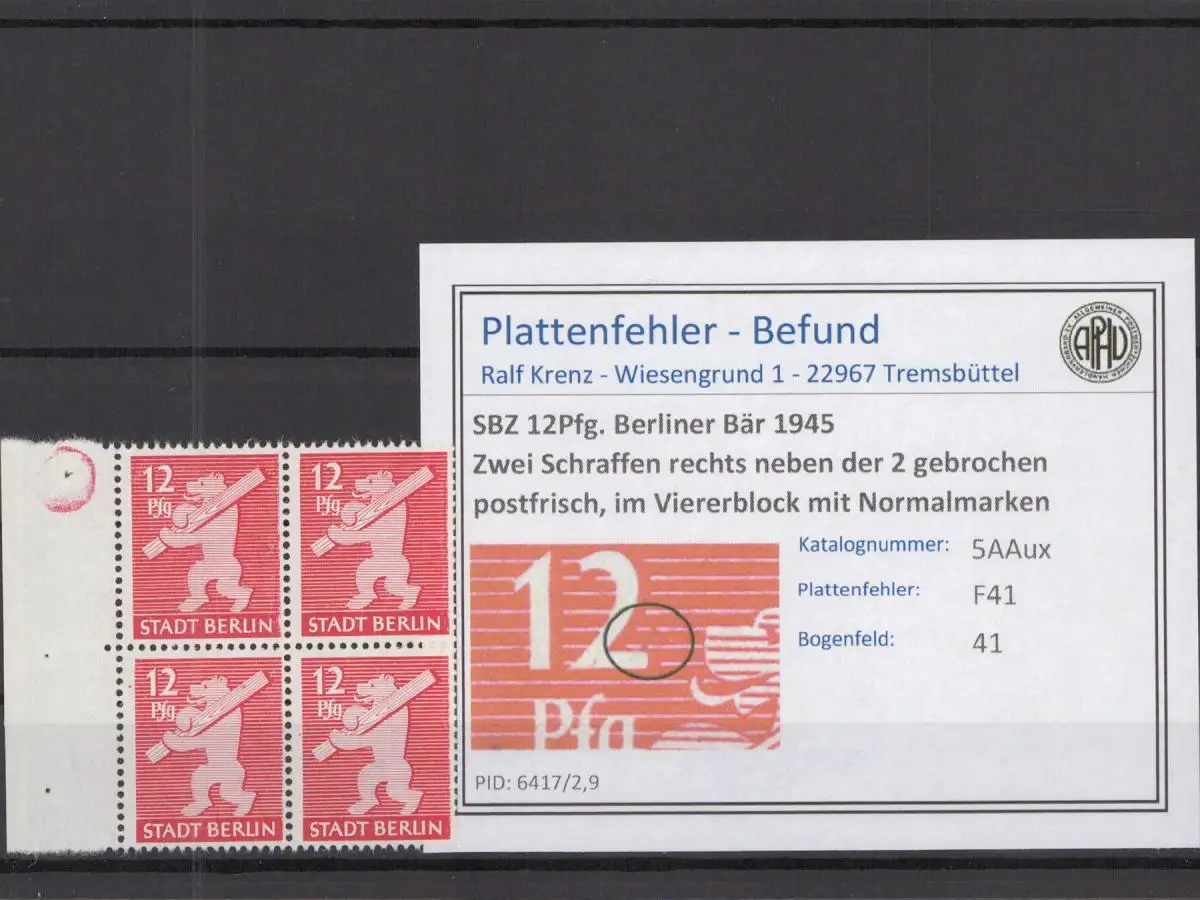 12
Pfg
STADT BERLIN
12
Pfg
STADT BERLIN
12
Pfg
STADT BERLIN
12
Pfg
STADT BERLIN
Plattenfehler - Befund
Ralf Krenz - Wiesengrund 1 - 22967 Tremsbüttel
APHV
SBZ 12Pfg. Berliner Bär 1945
Zwei Schraffen rechts neben der 2 gebrochen
postfrisch, im Viererblock mit Normalmarken
12
Pfg
Katalognummer: 5AAux
Plattenfehler: F41
Bogenfeld: 41
PID: 6417/2,9